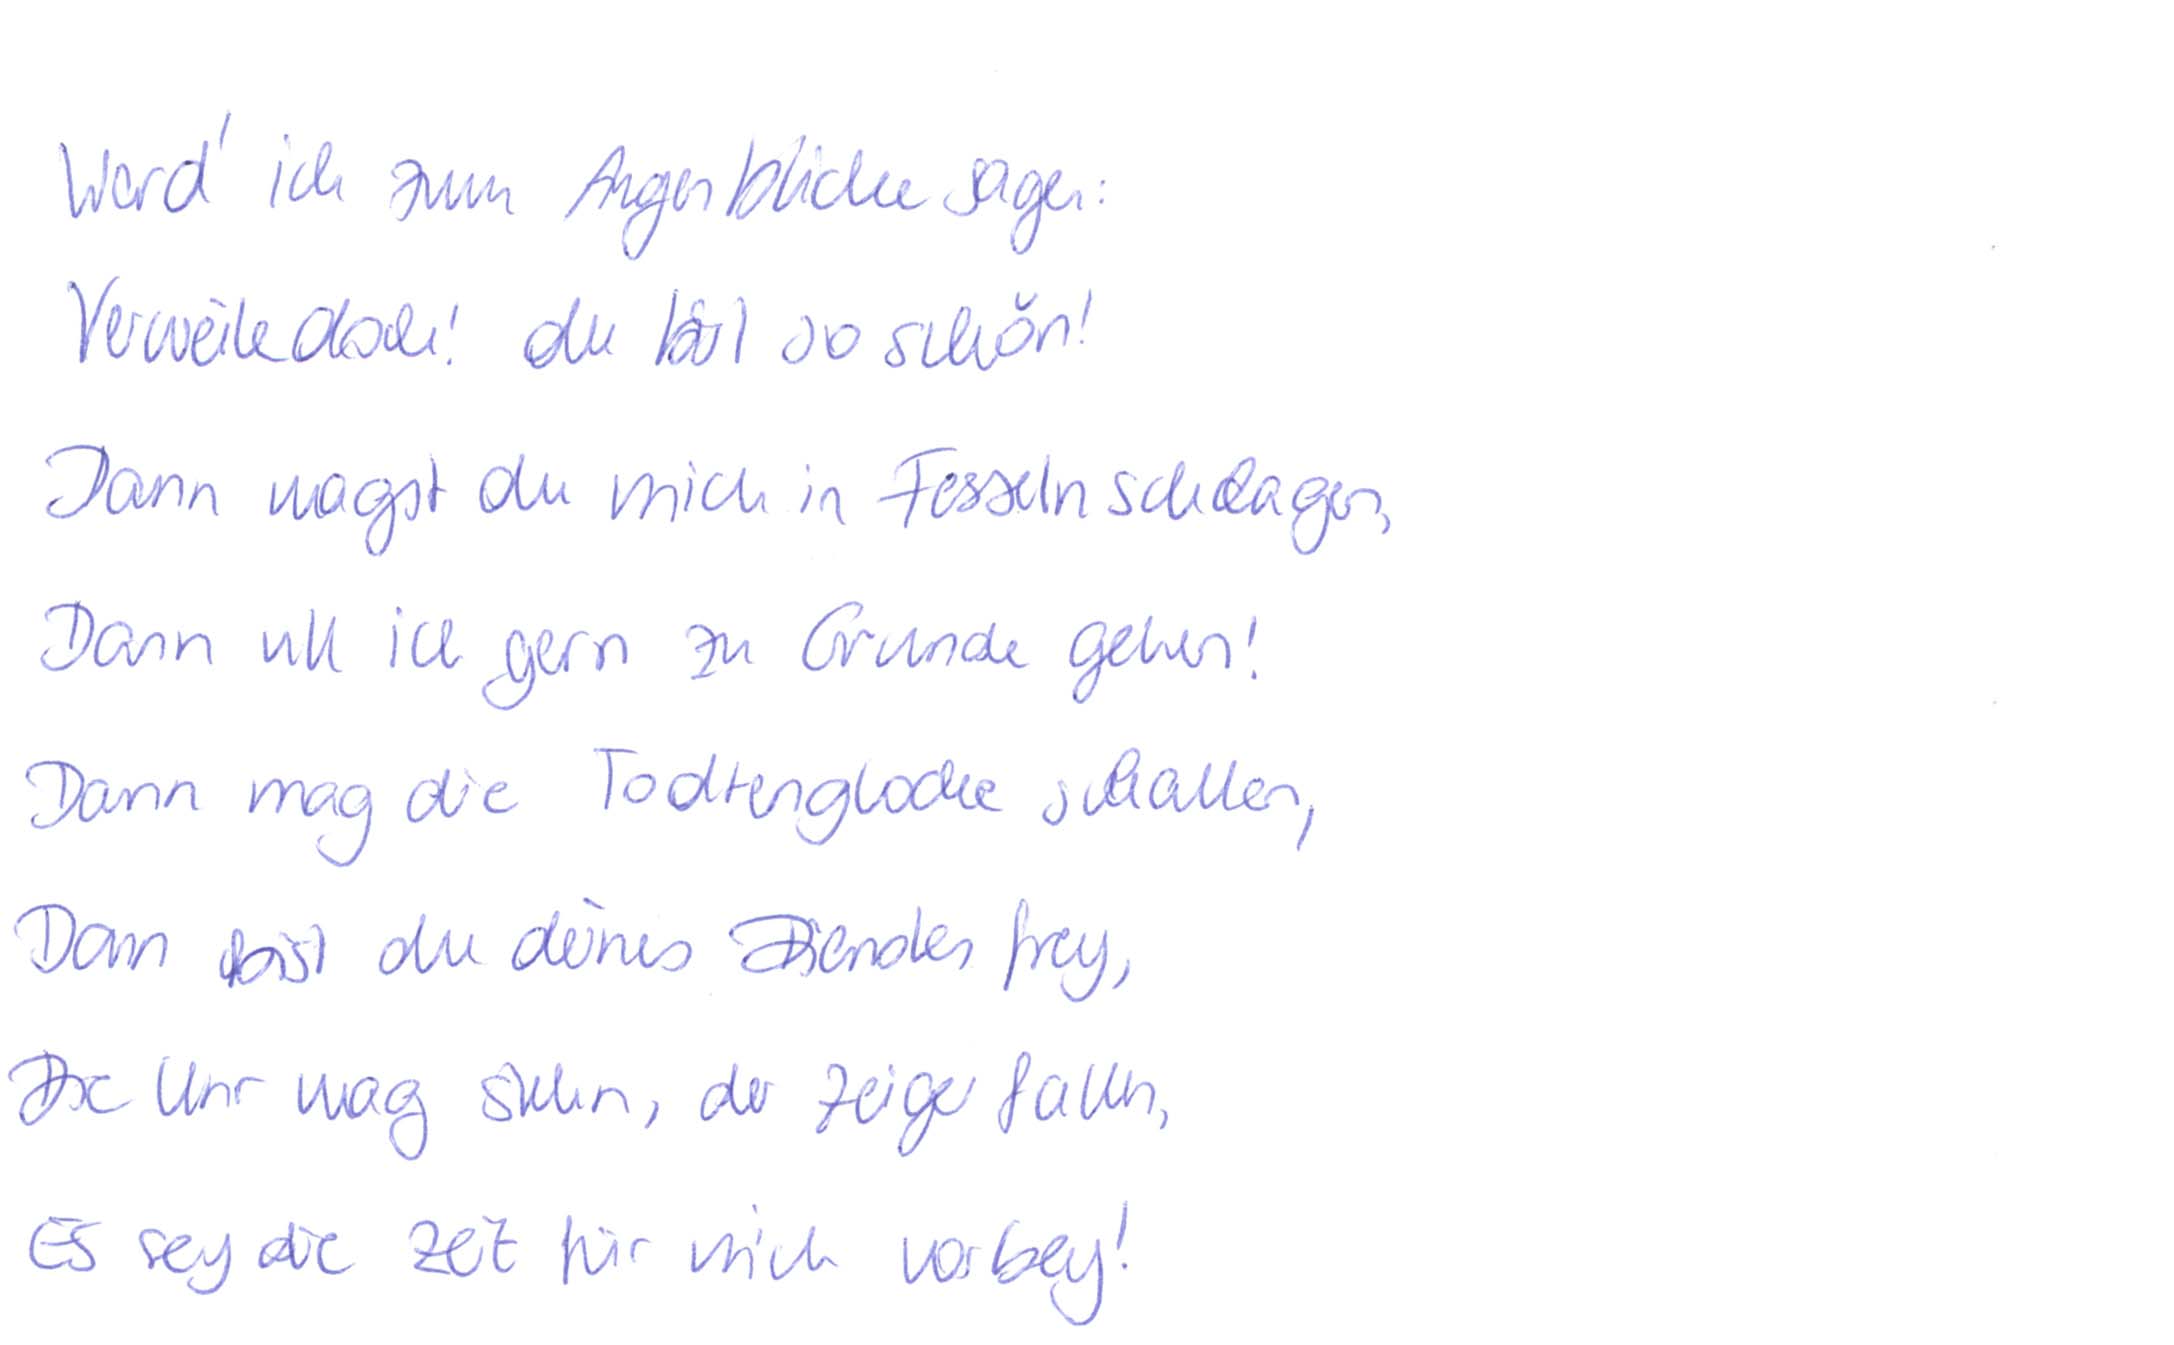 Werd' ich zum Augenblicke sagen:
Verweile doch! du bist so schön!
Dann magst du mich in Fesseln schlagen,
Dann will ich gern zu Grunde gehen!
Dann mag die Todtenglocke schallen,
Dann bist du deines Dienstes frey,
Die Uhr mag stehn, der Zeiger fallen,
Es sey die Zeit für mich vorbey!